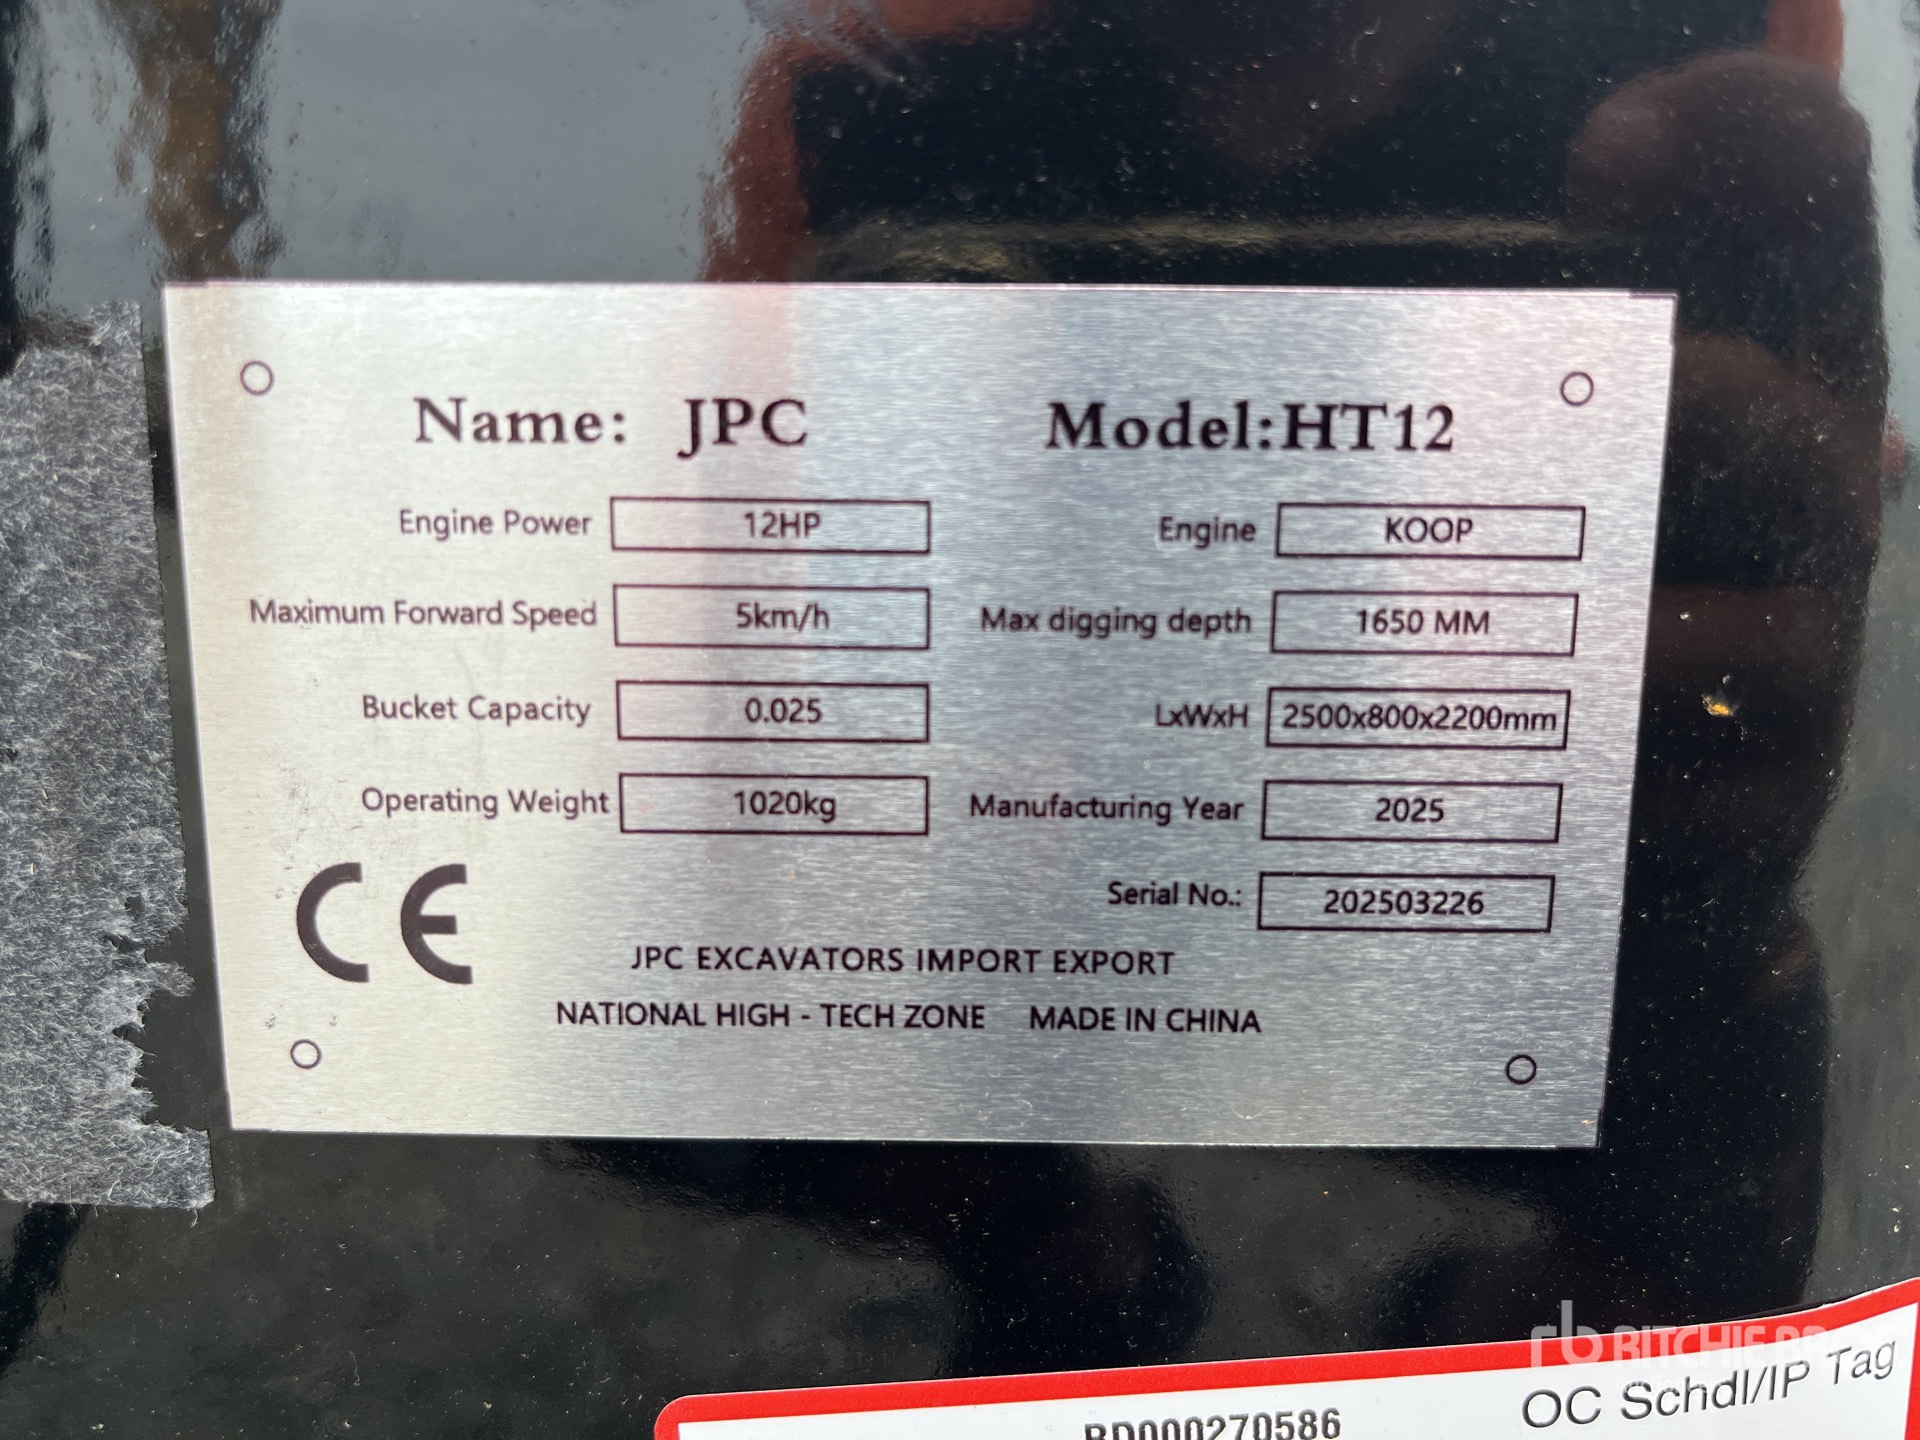 Name: JPC Model:HT12
Engine Power 12HP Engine KOOP
Maximum Forward Speed 5km/h Max digging depth 1650 MM
Bucket Capacity 0.025 LxWxH 2500x800x2200mm
Operating Weight 1020kg Manufacturing Year 2025
CE Serial No.: 202503226
JPC EXCAVATORS IMPORT EXPORT
NATIONAL HIGH - TECH ZONE MADE IN CHINA
rb RITCHIE
OC Schdl/IP Tag